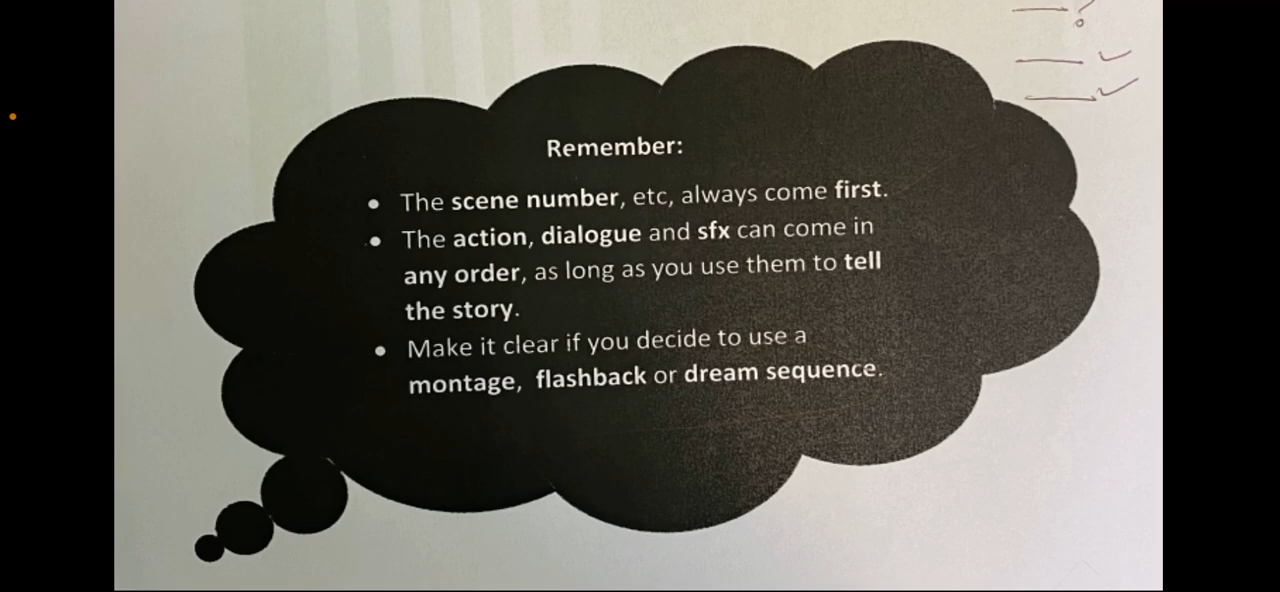 Remember:
• The scene number, etc, always come first.
• The action, dialogue and sfx can come in
any order, as long as you use them to tell
the story.
• Make it clear if you decide to use a
montage, flashback or dream sequence.